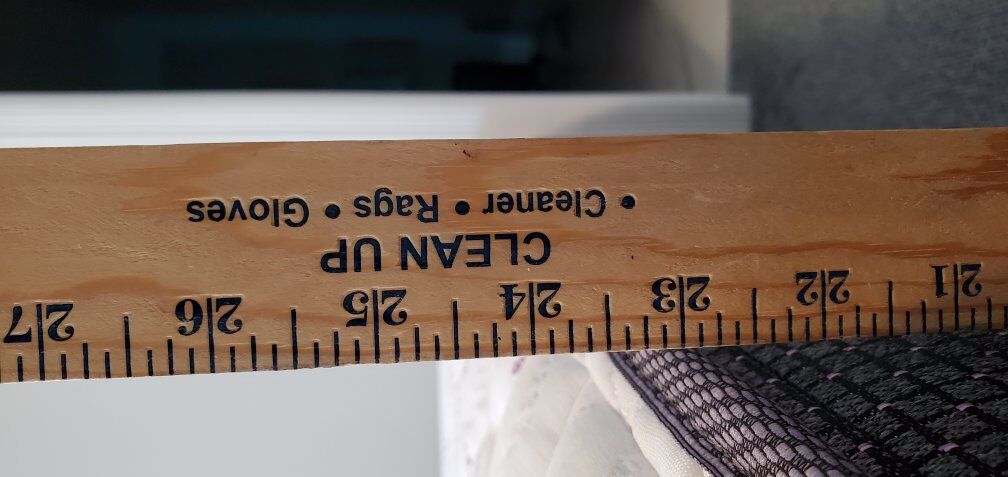 CLEAN UP
• Cleaner • Rags • Gloves
21 22 23 24 25 26 27